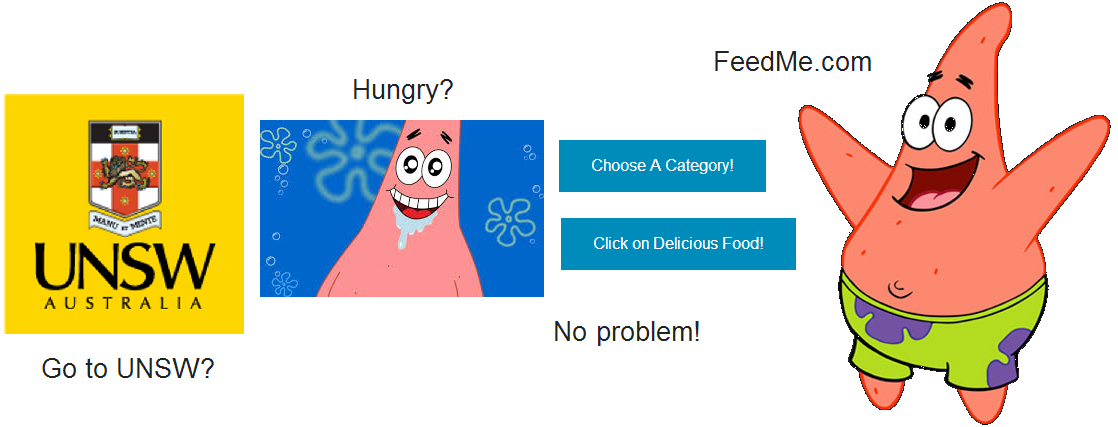 SCIENTIA
MANU ET MENTE
UNSW
AUSTRALIA
Go to UNSW?
Hungry?
Choose A Category!
Click on Delicious Food!
No problem!
FeedMe.com